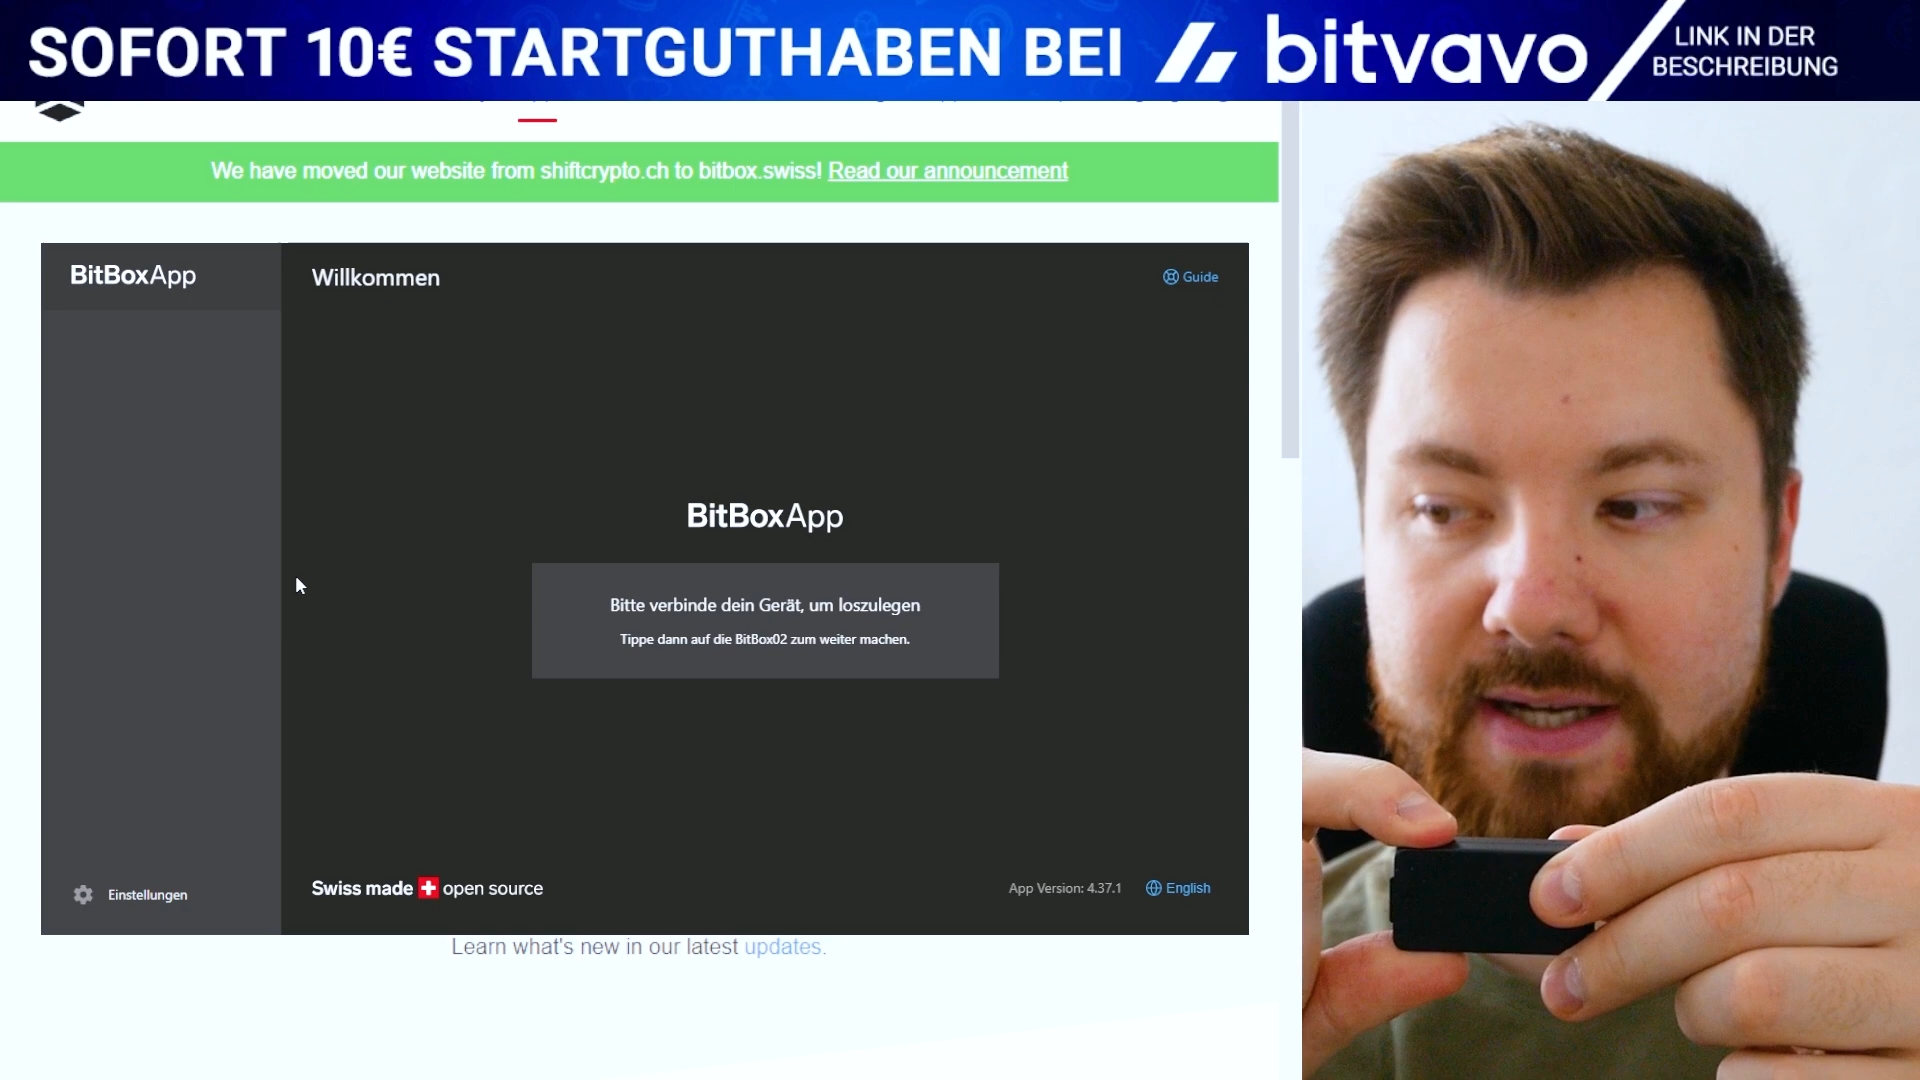 SOFORT 10€ STARTGUTHABEN BEI bitvavo
LINK IN DER
BESCHREIBUNG
We have moved our website from shiftcrypto.ch to bitbox.swiss! Read our announcement
BitBoxApp
Willkommen
Guide
BitBoxApp
Bitte verbinde dein Gerät, um loszulegen
Tippe dann auf die BitBox02 zum weiter machen.
Einstellungen
Swiss made open source
App Version: 4.37.1
English
Learn what's new in our latest updates.